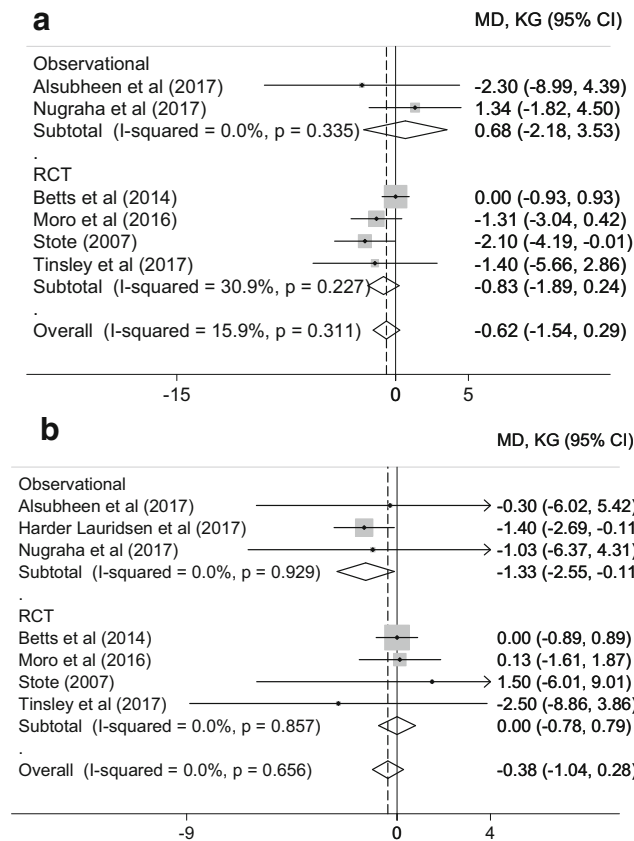 a
MD, KG (95% CI)
Observational
Alsubheen et al (2017) -2.30 (-8.99, 4.39)
Nugraha et al (2017) 1.34 (-1.82, 4.50)
Subtotal (I-squared = 0.0%, p = 0.335) 0.68 (-2.18, 3.53)
.
RCT
Betts et al (2014) 0.00 (-0.93, 0.93)
Moro et al (2016) -1.31 (-3.04, 0.42)
Stote (2007) -2.10 (-4.19, -0.01)
Tinsley et al (2017) -1.40 (-5.66, 2.86)
Subtotal (I-squared = 30.9%, p = 0.227) -0.83 (-1.89, 0.24)
.
Overall (I-squared = 15.9%, p = 0.311) -0.62 (-1.54, 0.29)
-15 0 5
b
MD, KG (95% CI)
Observational
Alsubheen et al (2017) -0.30 (-6.02, 5.42)
Harder Lauridsen et al (2017) -1.40 (-2.69, -0.11
Nugraha et al (2017) -1.03 (-6.37, 4.31)
Subtotal (I-squared = 0.0%, p = 0.929) -1.33 (-2.55, -0.11
.
RCT
Betts et al (2014) 0.00 (-0.89, 0.89)
Moro et al (2016) 0.13 (-1.61, 1.87)
Stote (2007) 1.50 (-6.01, 9.01)
Tinsley et al (2017) -2.50 (-8.86, 3.86)
Subtotal (I-squared = 0.0%, p = 0.857) 0.00 (-0.78, 0.79)
.
Overall (I-squared = 0.0%, p = 0.656) -0.38 (-1.04, 0.28)
-9 0 4